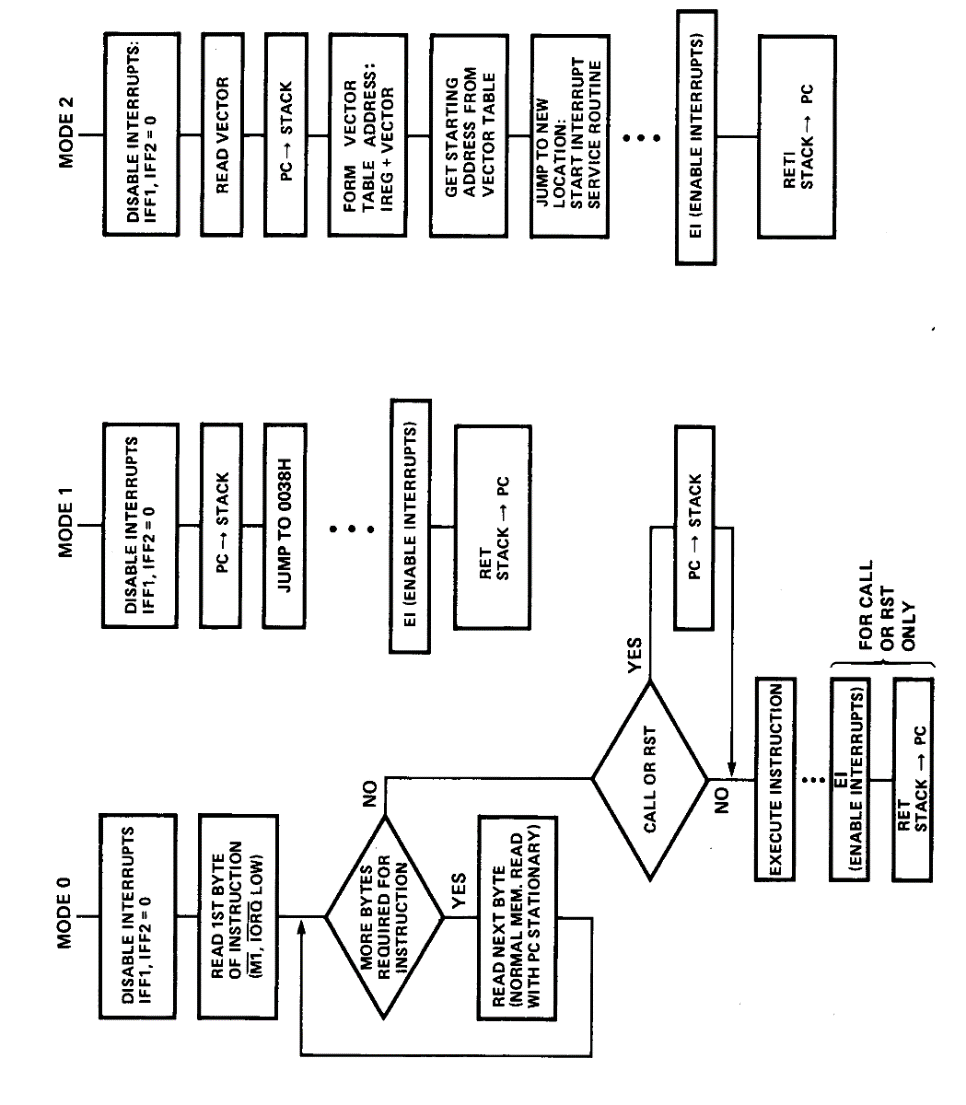 MODE 0
DISABLE INTERRUPTS
IFF1, IFF2 = 0
READ 1ST BYTE
OF INSTRUCTION
(M̅1̅, I̅O̅R̅Q̅ LOW)
MORE BYTES
REQUIRED FOR
INSTRUCTION
NO
YES
READ NEXT BYTE
(NORMAL MEM. READ
WITH PC STATIONARY)
CALL OR RST
YES
NO
PC → STACK
EXECUTE INSTRUCTION
EI
(ENABLE INTERRUPTS)
RET
STACK → PC
FOR CALL
OR RST
ONLY
MODE 1
DISABLE INTERRUPTS
IFF1, IFF2 = 0
PC → STACK
JUMP TO 0038H
EI (ENABLE INTERRUPTS)
RET
STACK → PC
MODE 2
DISABLE INTERRUPTS:
IFF1, IFF2 = 0
READ VECTOR
PC → STACK
FORM VECTOR
TABLE ADDRESS:
IREG + VECTOR
GET STARTING
ADDRESS FROM
VECTOR TABLE
JUMP TO NEW
LOCATION:
START INTERRUPT
SERVICE ROUTINE
EI (ENABLE INTERRUPTS)
RETI
STACK → PC